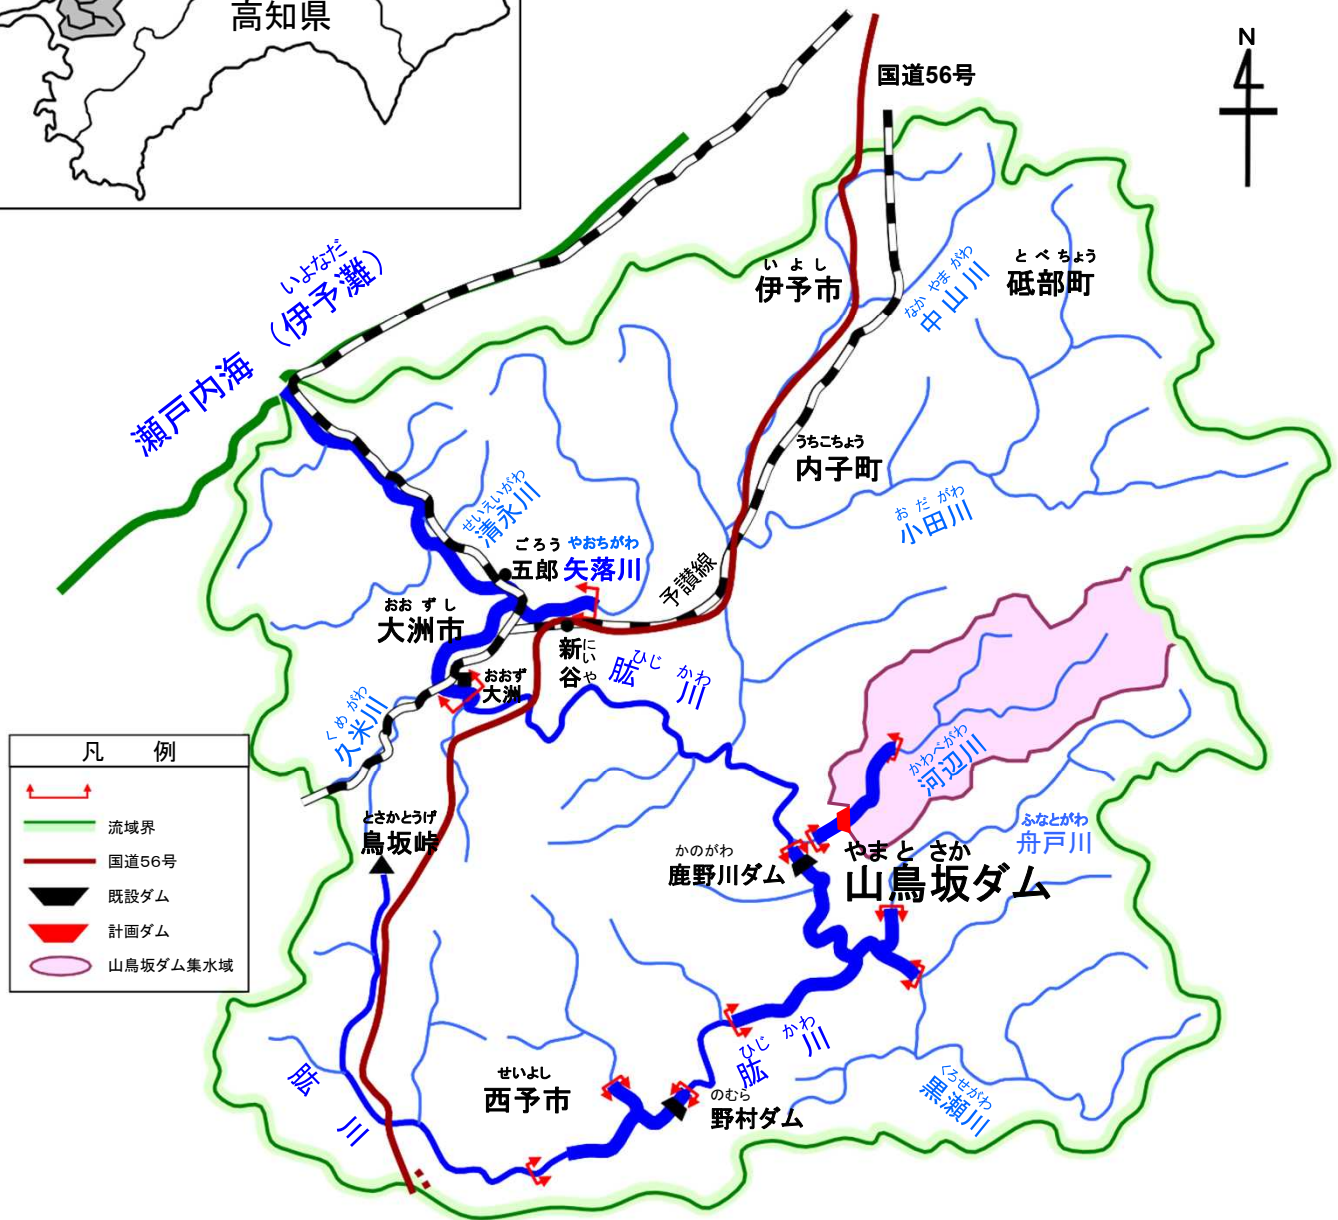 高知県
N
国道56号
いよなだ
瀬戸内海（伊予灘）
いよし
伊予市
なかやまがわ
中山川
とべちょう
砥部町
うちこちょう
内子町
おだがわ
小田川
せいえいがわ
清永川
ごろう
五郎
やおちがわ
矢落川
予讃線
おおずし
大洲市
にいや
新谷
おおず
大洲
ひじかわ
肱川
くめがわ
久米川
かわべがわ
河辺川
とさかとうげ
鳥坂峠
かのがわ
鹿野川ダム
やまとさか
山鳥坂ダム
ふなとがわ
舟戸川
凡例
流域界
国道56号
既設ダム
計画ダム
山鳥坂ダム集水域
ひじかわ
肱川
くろせがわ
黒瀬川
せいよし
西予市
のむら
野村ダム
肱川